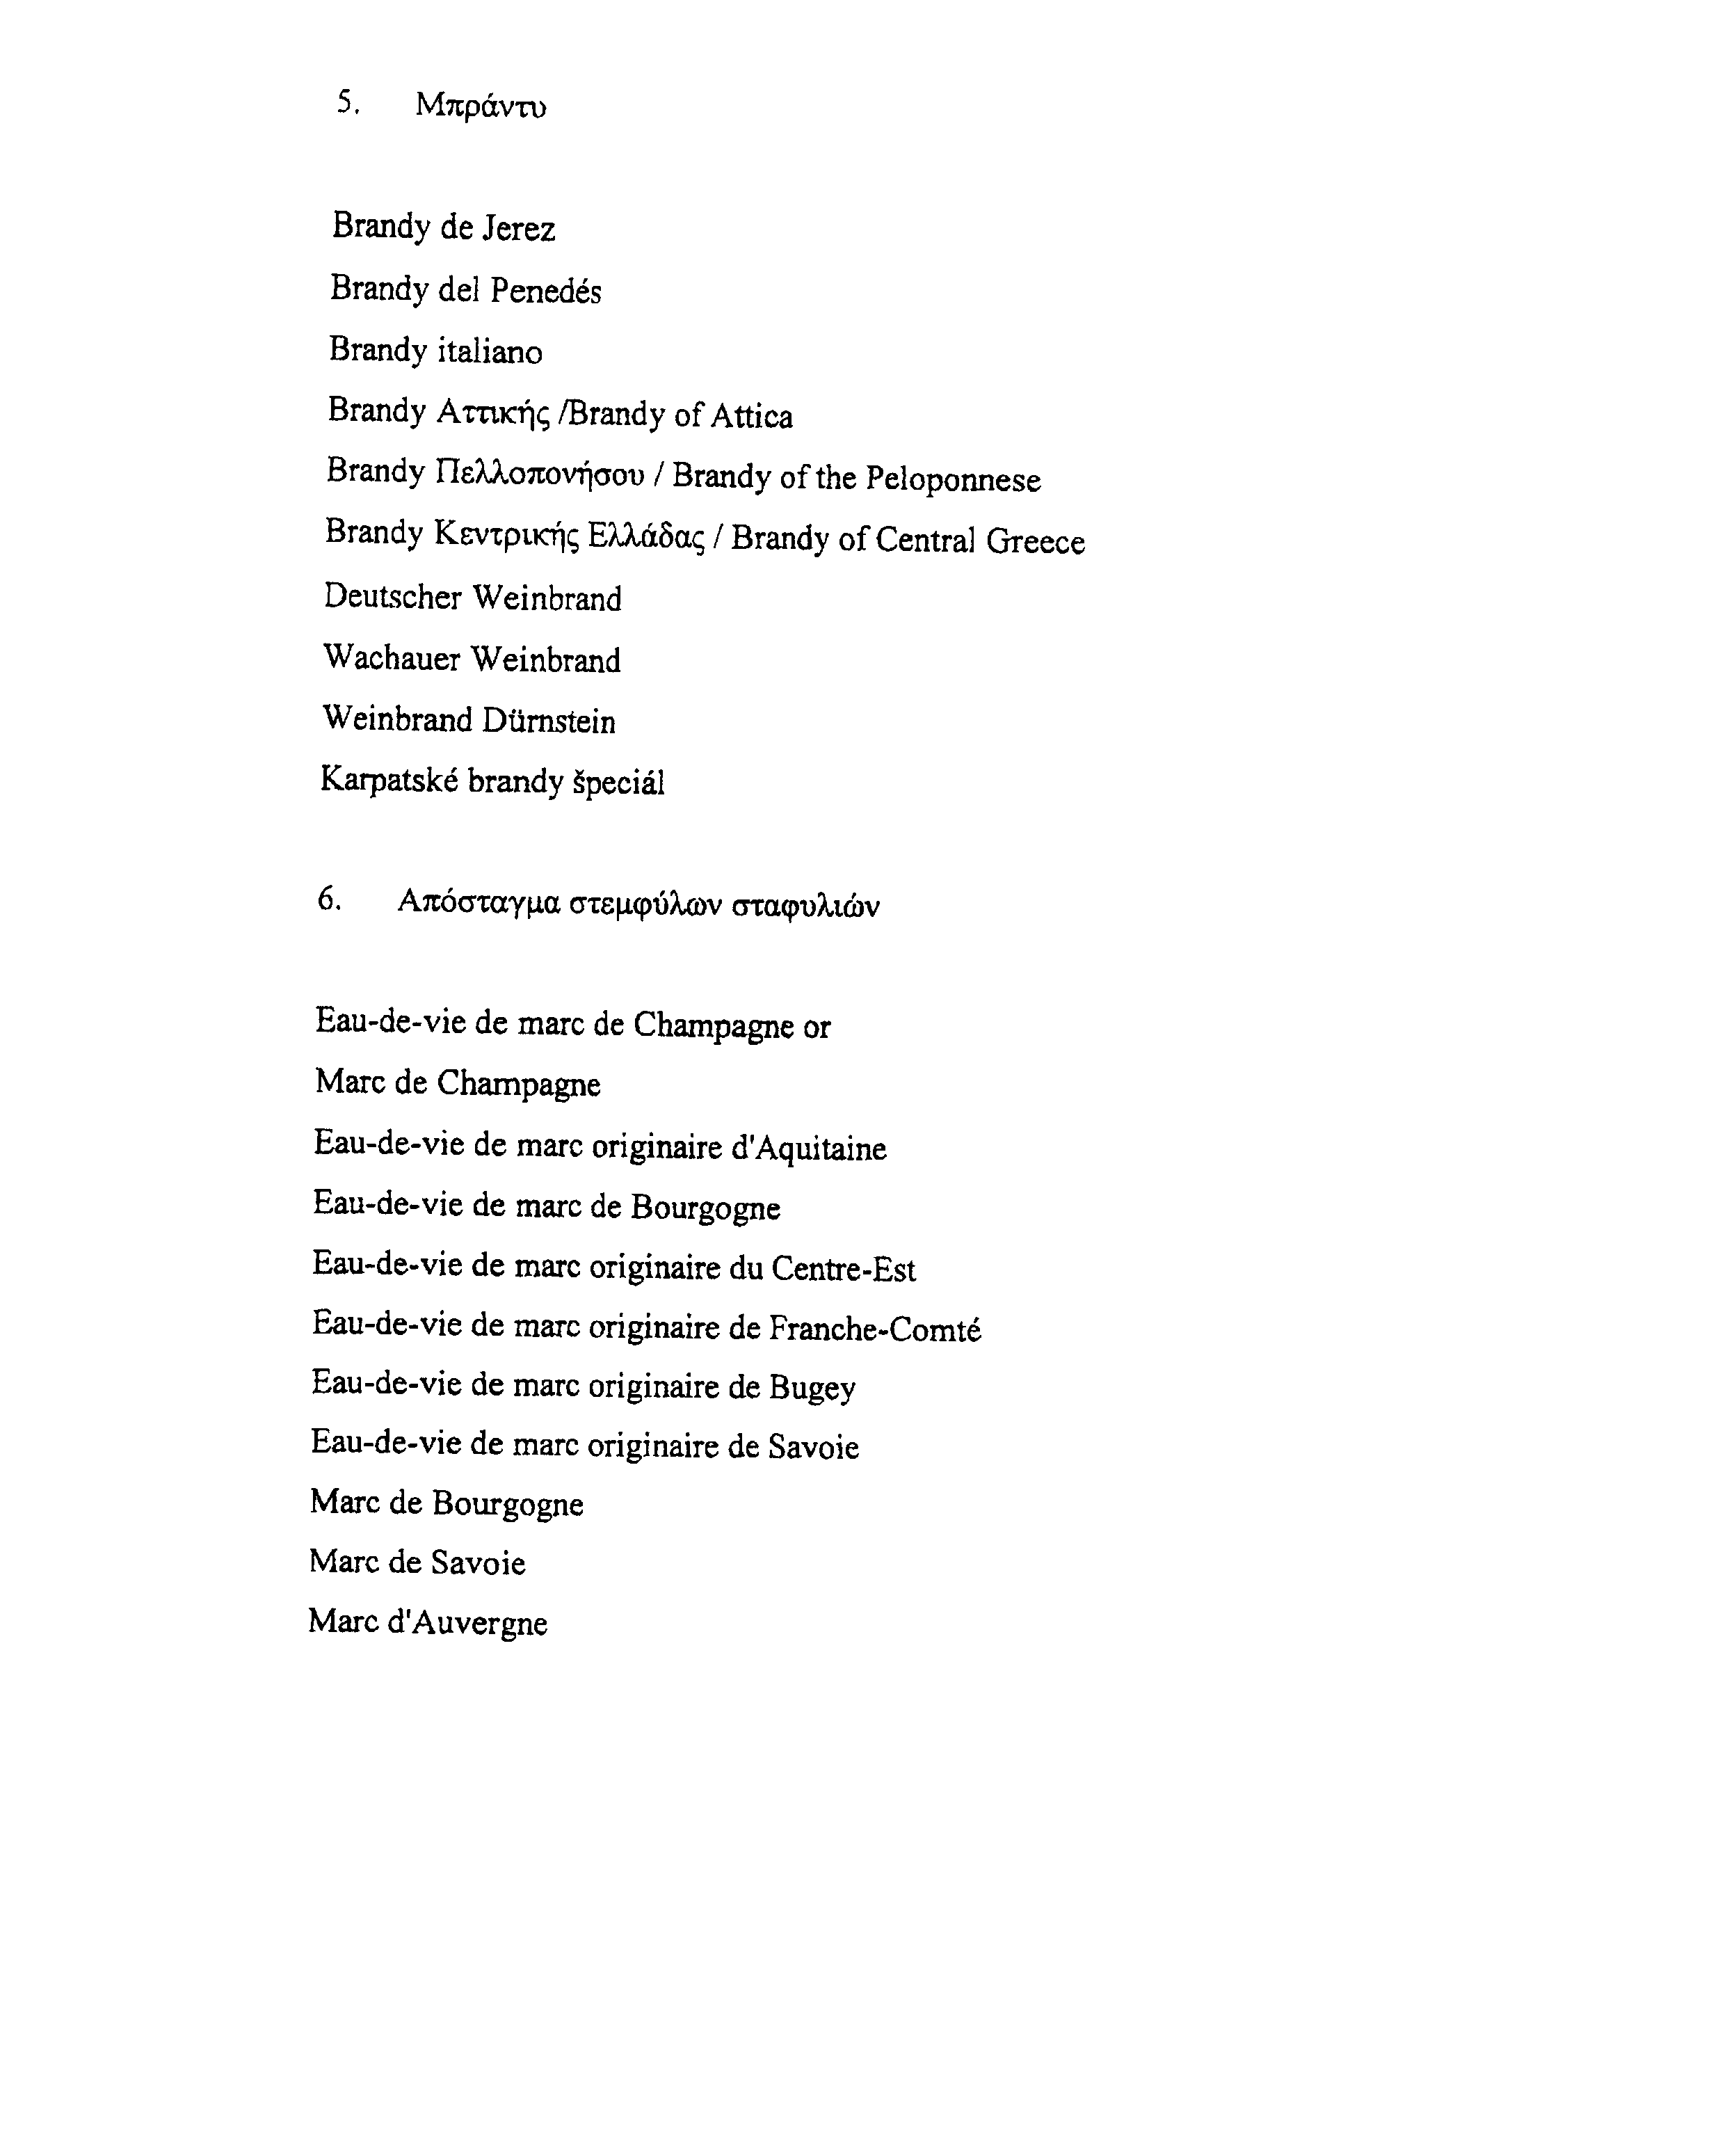 5. Μπράντυ
Brandy de Jerez
Brandy del Penedés
Brandy italiano
Brandy Αττικής /Brandy of Attica
Brandy Πελλοπονήσου / Brandy of the Peloponnese
Brandy Κεντρικής Ελλάδας / Brandy of Central Greece
Deutscher Weinbrand
Wachauer Weinbrand
Weinbrand Dürnstein
Karpatské brandy špeciál
6. Απόσταγμα στεμφύλων σταφυλιών
Eau-de-vie de marc de Champagne or
Marc de Champagne
Eau-de-vie de marc originaire d'Aquitaine
Eau-de-vie de marc de Bourgogne
Eau-de-vie de marc originaire du Centre-Est
Eau-de-vie de marc originaire de Franche-Comté
Eau-de-vie de marc originaire de Bugey
Eau-de-vie de marc originaire de Savoie
Marc de Bourgogne
Marc de Savoie
Marc d'Auvergne